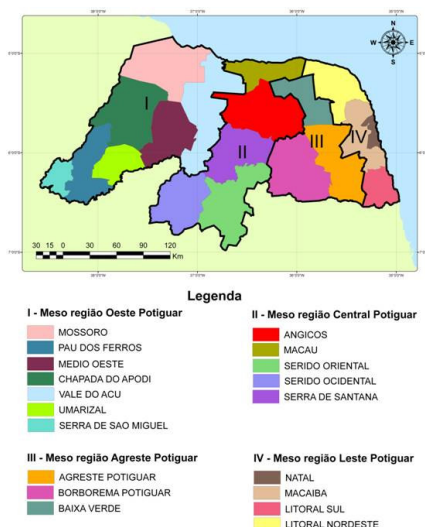 N
W E
S
I
II
III
IV
30 15 0 30 60 90 120
Km
Legenda
I - Meso região Oeste Potiguar
MOSSORO
PAU DOS FERROS
MEDIO OESTE
CHAPADA DO APODI
VALE DO ACU
UMARIZAL
SERRA DE SAO MIGUEL
II - Meso região Central Potiguar
ANGICOS
MACAU
SERIDO ORIENTAL
SERIDO OCIDENTAL
SERRA DE SANTANA
III - Meso região Agreste Potiguar
AGRESTE POTIGUAR
BORBOREMA POTIGUAR
BAIXA VERDE
IV - Meso região Leste Potiguar
NATAL
MACAIBA
LITORAL SUL
LITORAL NORDESTE